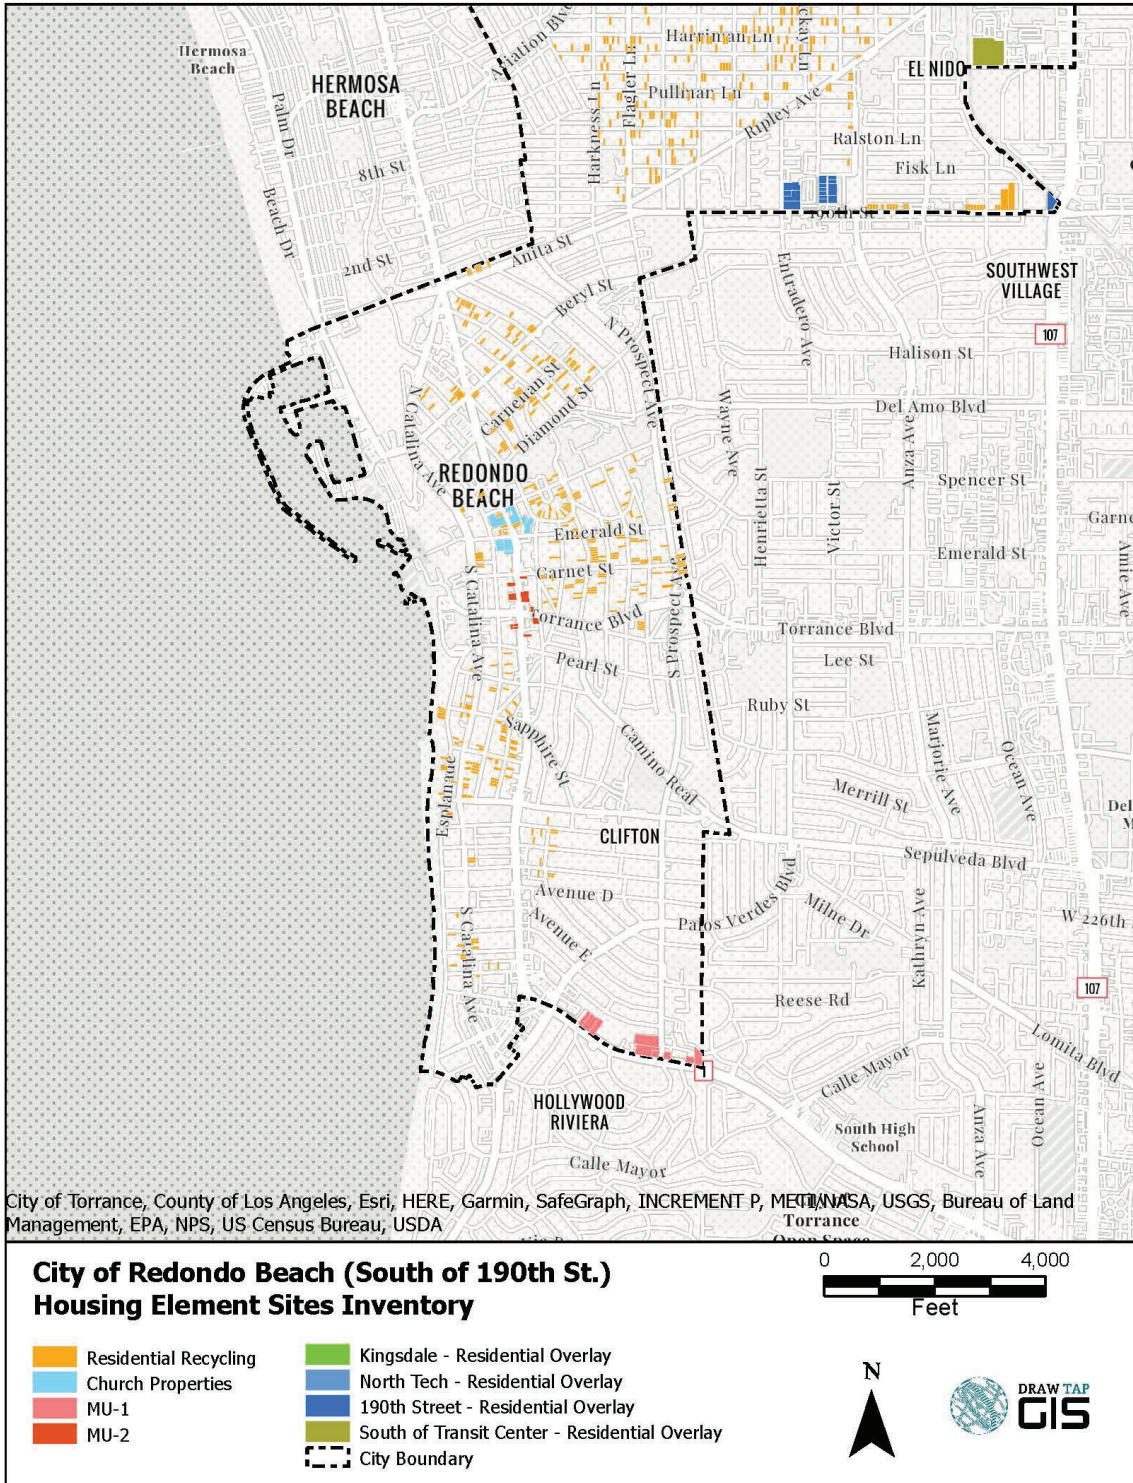 Hermosa
Beach
HERMOSA
BEACH
Aviation Blvd
Harriman Ln
ckay Ln
EL NIDO
Flagler Ln
Pullman Ln
Harkness Ln
Ripley Ave
Palm Dr
8th St
Ralston Ln
Fisk Ln
Beach Dr
190th St
Anita St
2nd St
Beryl St
Entradero Ave
SOUTHWEST
VILLAGE
107
N Prospect Ave
Halison St
Carnelian St
Diamond St
N Catalina Ave
Wayne Ave
Del Amo Blvd
Anza Ave
REDONDO
BEACH
Henrietta St
Victor St
Spencer St
Garne
Emerald St
Emerald St
Amie Ave
Garnet St
S Catalina Ave
S Prospect Ave
Torrance Blvd
Torrance Blvd
Pearl St
Lee St
Ruby St
Sapphire St
Camino Real
Marjorie Ave
Ocean Ave
Esplanade
Merrill St
Del
M
CLIFTON
Sepulveda Blvd
Avenue D
Palos Verdes Blvd
Milne Dr
Kathryn Ave
W 226th
Avenue E
S Catalina Ave
107
Reese Rd
Lomita Blvd
1
Calle Mayor
Ocean Ave
HOLLYWOOD
RIVIERA
Anza Ave
South High
School
Calle Mayor
City of Torrance, County of Los Angeles, Esri, HERE, Garmin, SafeGraph, INCREMENT P, METI/NASA, USGS, Bureau of Land
Management, EPA, NPS, US Census Bureau, USDA
Torrance
Open Space
City of Redondo Beach (South of 190th St.)
Housing Element Sites Inventory
0 2,000 4,000
Feet
Residential Recycling
Church Properties
MU-1
MU-2
Kingsdale - Residential Overlay
North Tech - Residential Overlay
190th Street - Residential Overlay
South of Transit Center - Residential Overlay
City Boundary
N
DRAW TAP
GIS